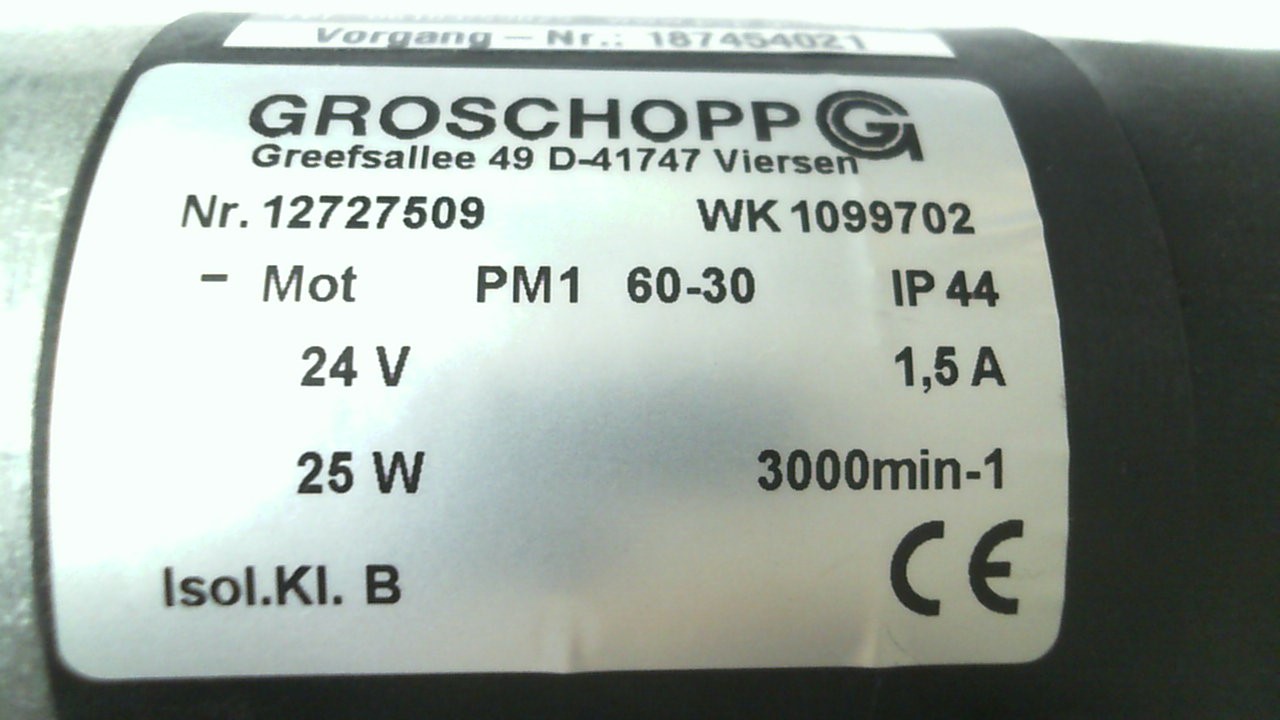 Vorgang – Nr.: 187454021
GROSCHOPP
Greefsallee 49 D-41747 Viersen
Nr. 12727509 WK 1099702
– Mot PM1 60-30 IP 44
24 V 1,5 A
25 W 3000min-1
Isol.Kl. B CE